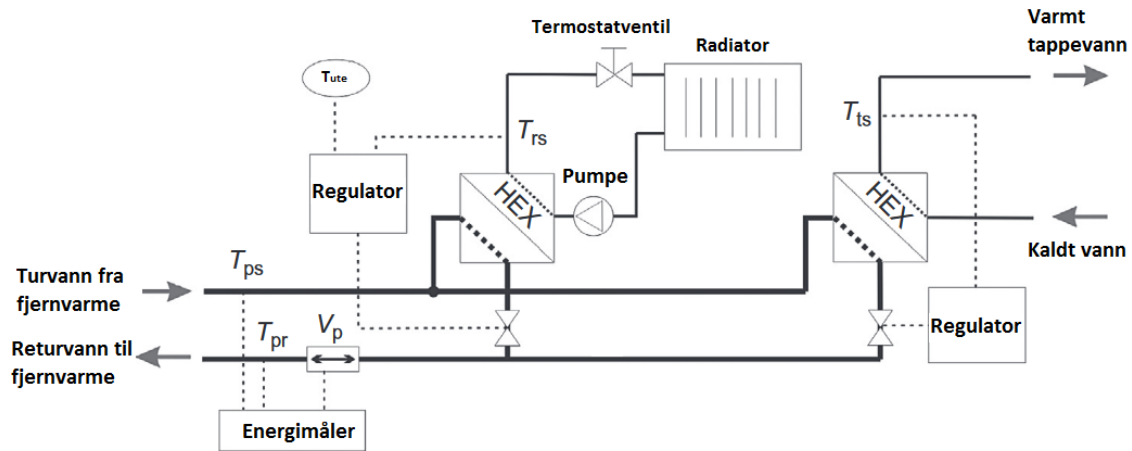 Termostatventil
Radiator
Varmt
tappevann
Tute
Trs
Tts
Regulator
HEX
Pumpe
HEX
Kaldt vann
Turvann fra
fjernvarme
Tps
Regulator
Returvann til
fjernvarme
Tpr
Vp
Energimåler